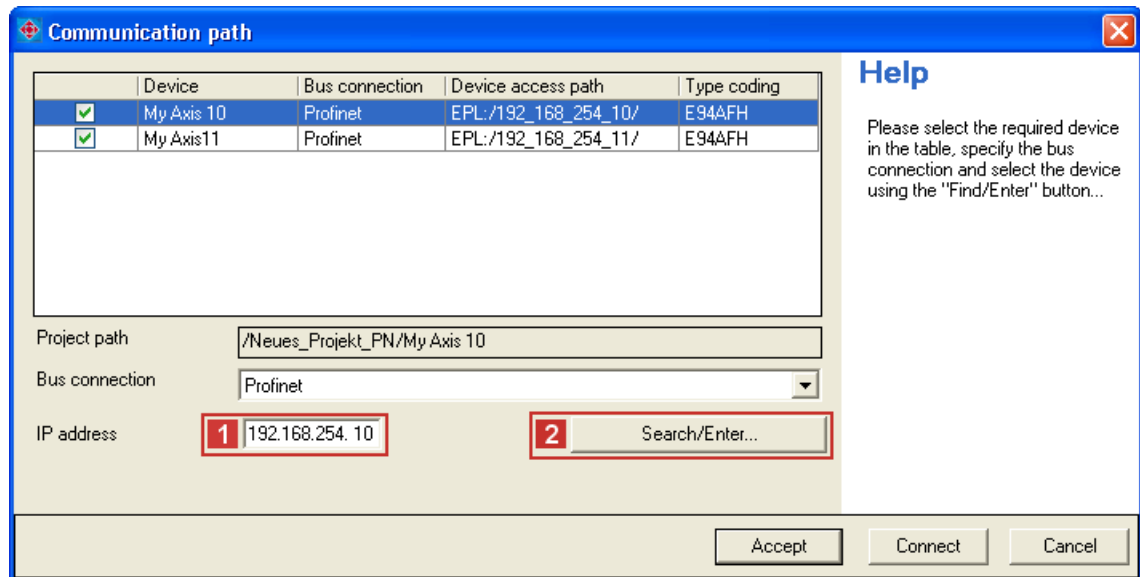 Communication path
Device Bus connection Device access path Type coding
My Axis 10 Profinet EPL:/192_168_254_10/ E94AFH
My Axis11 Profinet EPL:/192_168_254_11/ E94AFH
Project path /Neues_Projekt_PN/My Axis 10
Bus connection Profinet
IP address 1 192.168.254. 10 2 Search/Enter...
Help
Please select the required device
in the table, specify the bus
connection and select the device
using the "Find/Enter" button...
Accept Connect Cancel